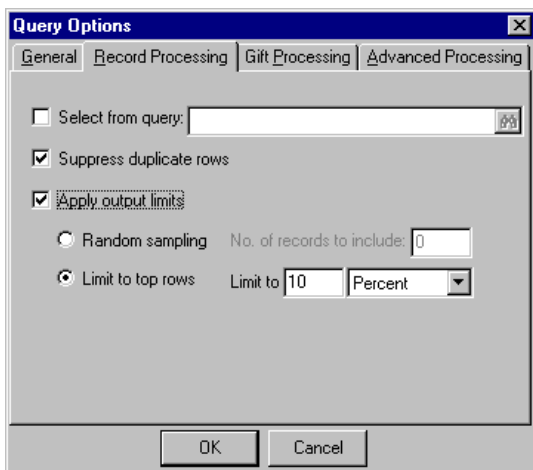 Query Options
General Record Processing Gift Processing Advanced Processing
Select from query:
Suppress duplicate rows
Apply output limits
Random sampling No. of records to include: 0
Limit to top rows Limit to 10 Percent
OK Cancel